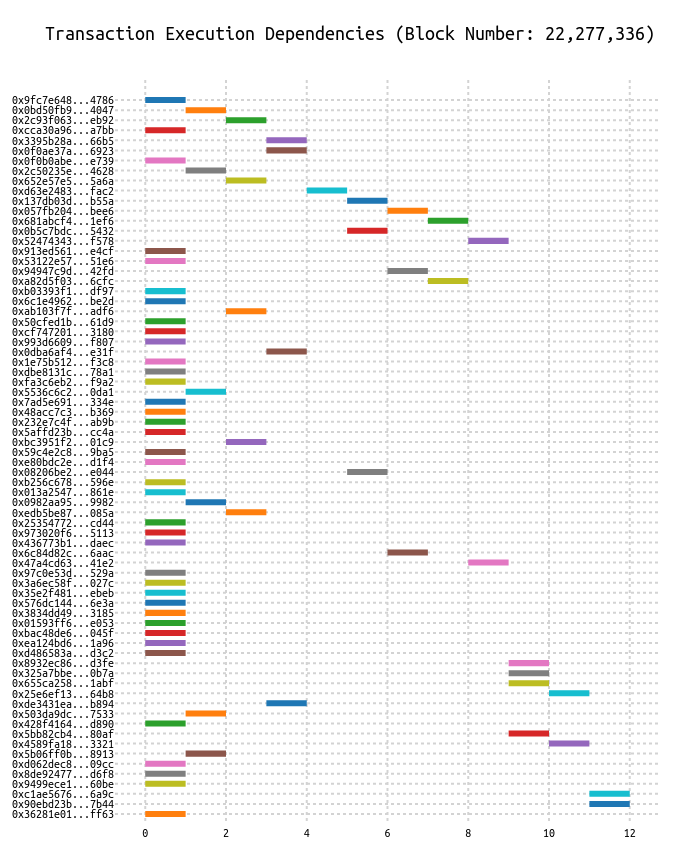 Transaction Execution Dependencies (Block Number: 22,277,336)
0x9fc7e648...4786
0x0bd50fb9...4047
0x2c93f063...eb92
0xcca30a96...a7bb
0x3395b28a...66b5
0x0f0ae37a...6923
0x0f0b0abe...e739
0x2c50235e...4628
0x652e57e5...5a6a
0xd63e2483...fac2
0x137db03d...b55a
0x057fb204...bee6
0x681abcf4...1ef6
0x0b5c7bdc...5432
0x52474343...f578
0x913ed561...e4cf
0x53122e57...51e6
0x94947c9d...42fd
0xa82d5f03...6cfc
0xb03393f1...df97
0x6c1e4962...be2d
0xab103f7f...adf6
0x50cfed1b...61d9
0xcf747201...3180
0x993d6609...f807
0x0dba6af4...e31f
0x1e75b512...f3c8
0xdbe8131c...78a1
0xfa3c6eb2...f9a2
0x5536c6c2...0da1
0x7ad5e691...334e
0x48acc7c3...b369
0x232e7c4f...ab9b
0x5affd23b...cc4a
0xbc3951f2...01c9
0x59c4e2c8...9ba5
0xe80bdc2e...d1f4
0x08206be2...e044
0xb256c678...596e
0x013a2547...861e
0x0982aa95...9982
0xedb5be87...085a
0x25354772...cd44
0x973020f6...5113
0x436773b1...daec
0x6c84d82c...6aac
0x47a4cd63...41e2
0x97c0e53d...529a
0x3a6ec58f...027c
0x35e2f481...ebeb
0x576dc144...6e3a
0x3834dd49...3185
0x01593ff6...e053
0xbac48de6...045f
0xea124bd6...1a96
0xd486583a...d3c2
0x8932ec86...d3fe
0x325a7bbe...0b7a
0x655ca258...1abf
0x25e6ef13...64b8
0xde3431ea...b894
0x503da9dc...7533
0x428f4164...d890
0x5bb82cb4...80af
0x4589fa18...3321
0x5b06ff0b...8913
0xd062dec8...09cc
0x8de92477...d6f8
0x9499ece1...60be
0xc1ae5676...6a9c
0x90ebd23b...7b44
0x36281e01...ff63
0 2 4 6 8 10 12